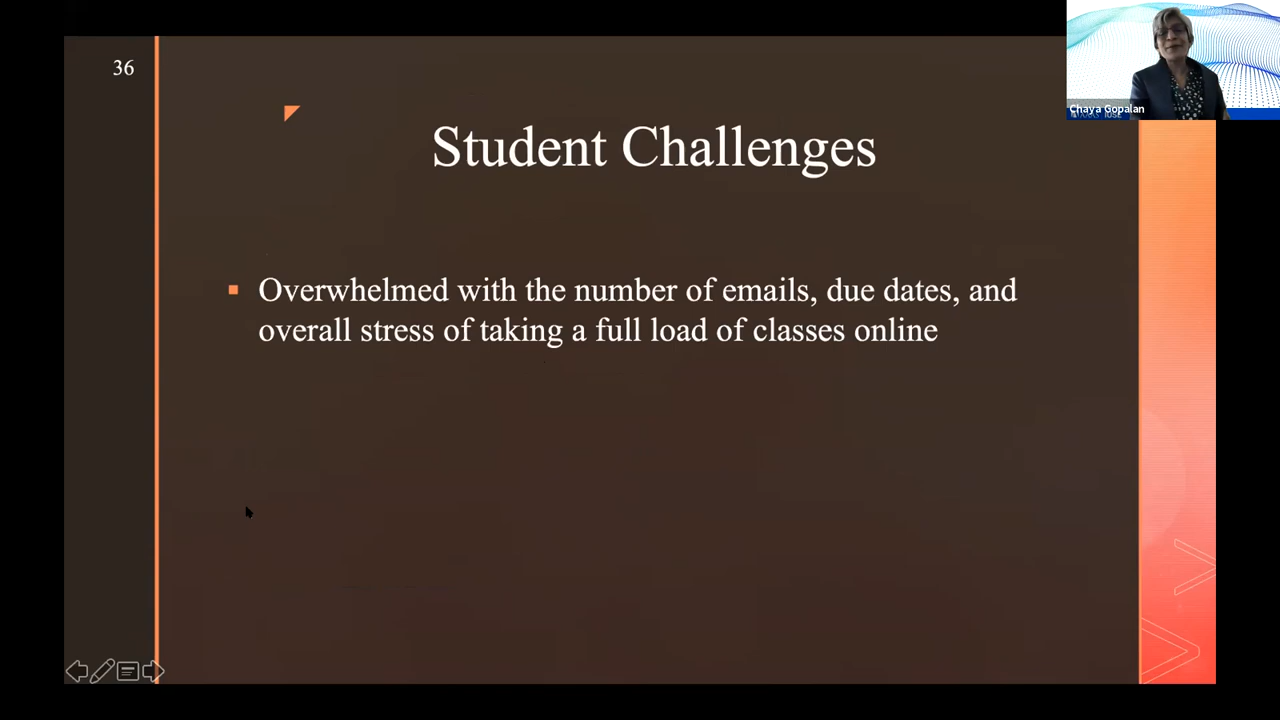 36
Chaya Gopalan
Student Challenges
Overwhelmed with the number of emails, due dates, and
overall stress of taking a full load of classes online